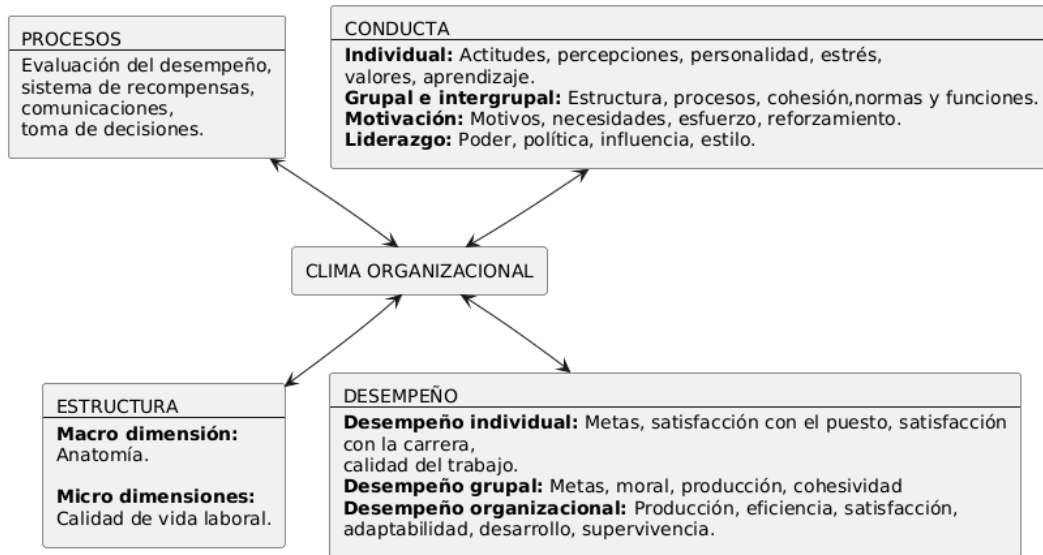 PROCESOS
Evaluación del desempeño,
sistema de recompensas,
comunicaciones,
toma de decisiones.
CONDUCTA
Individual: Actitudes, percepciones, personalidad, estrés,
valores, aprendizaje.
Grupal e intergrupal: Estructura, procesos, cohesión,normas y funciones.
Motivación: Motivos, necesidades, esfuerzo, reforzamiento.
Liderazgo: Poder, política, influencia, estilo.
CLIMA ORGANIZACIONAL
ESTRUCTURA
Macro dimensión:
Anatomía.
Micro dimensiones:
Calidad de vida laboral.
DESEMPEÑO
Desempeño individual: Metas, satisfacción con el puesto, satisfacción
con la carrera,
calidad del trabajo.
Desempeño grupal: Metas, moral, producción, cohesividad
Desempeño organizacional: Producción, eficiencia, satisfacción,
adaptabilidad, desarrollo, supervivencia.